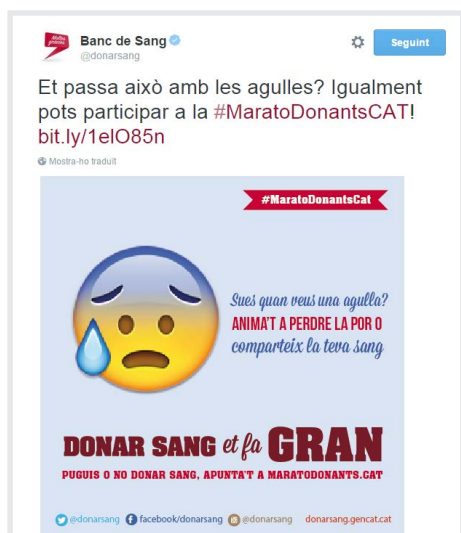 Banc de Sang
@donarsang
Seguint
Et passa això amb les agulles? Igualment
pots participar a la #MaratoDonantsCAT!
bit.ly/1elO85n
Mostra-ho traduït
#MaratoDonantsCat
Sues quan veus una agulla?
ANIMA'T A PERDRE LA POR O
comparteix la teva sang
DONAR SANG et fa GRAN
PUGUIS O NO DONAR SANG, APUNTA'T A MARATODONANTS.CAT
@edonarsang facebook/donarsang @edonarsang donarsang.gencat.cat